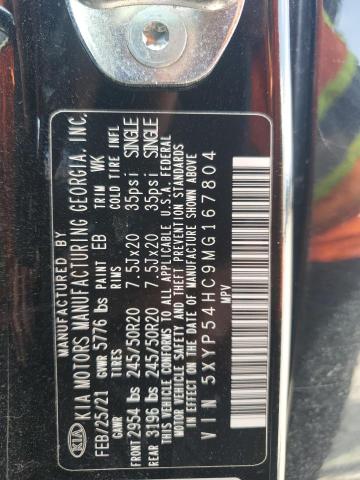 KIA
MANUFACTURED BY
KIA MOTORS MANUFACTURING GEORGIA, INC.
FEB/25/21 GVWR 5776 lbs PAINT EB TRIM WK
GAWR TIRES RIMS COLD TIRE INFL
FRONT 2954 lbs 245/50R20 7.5Jx20 35psi SINGLE
REAR 3196 lbs 245/50R20 7.5Jx20 35psi SINGLE
THIS VEHICLE CONFORMS TO ALL APPLICABLE U.S.A. FEDERAL
MOTOR VEHICLE SAFETY AND THEFT PREVENTION STANDARDS
IN EFFECT ON THE DATE OF MANUFACTURE SHOWN ABOVE
VIN 5XYP54HC9MG167804
MPV